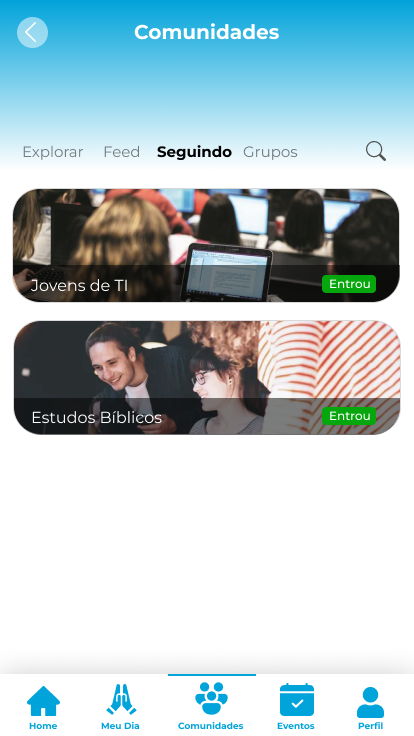 Comunidades
Explorar Feed Seguindo Grupos
Jovens de TI Entrou
Estudos Bíblicos Entrou
Home Meu Dia Comunidades Eventos Perfil